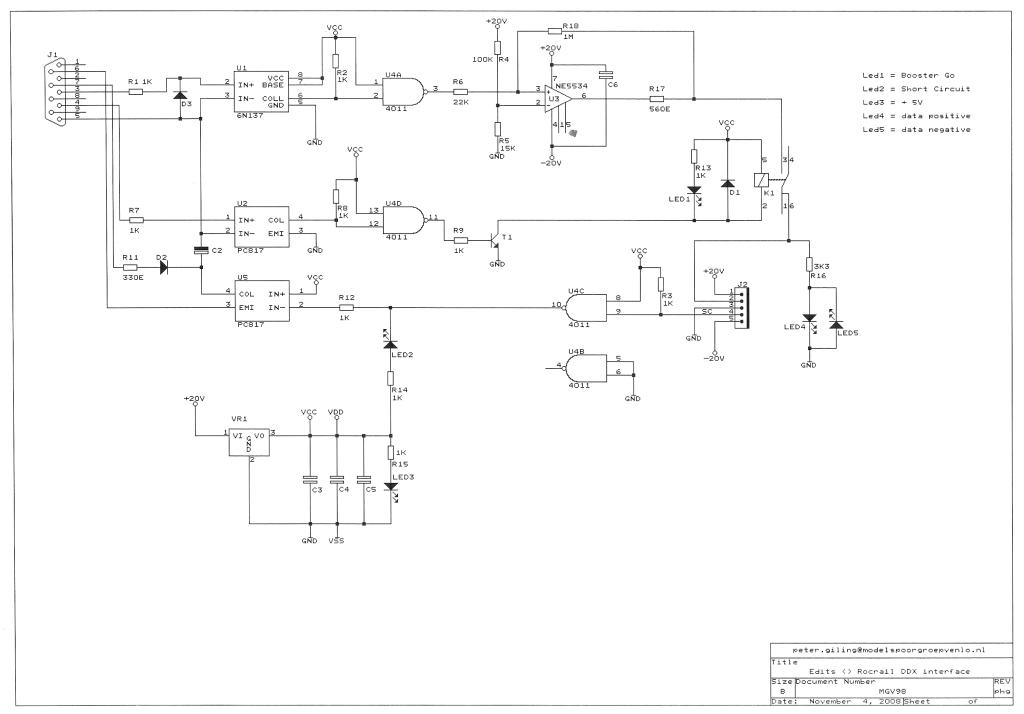 J1
1
6
2
7
3
8
4
9
5
R1 1K
D3
U1
2
3
IN+
IN-
VCC
BASE
COLL
GND
8
7
6
5
6N137
GND
VCC
R2
1K
1
2
U4A
3
4011
R6
22K
+20V
100K R4
R5
15K
GND
R18
1M
+20V
7
NE5534
3
2
+
-
U3
6
4 1 5
-20V
C6
R17
560E
Led1 = Booster Go
Led2 = Short Circuit
Led3 = + 5V
Led4 = data positive
Led5 = data negative
VCC
R13
1K
LED1
D1
5
K1
2
3 4
1 6
R7
1K
U2
1
2
IN+
IN-
COL
EMI
4
3
PC817
GND
VCC
R8
1K
13
12
U4D
11
4011
R9
1K
T1
GND
C2
R11
330E
D2
U5
4
3
COL
EMI
IN+
IN-
1
2
PC817
VCC
R12
1K
LED2
R14
1K
10
U4C
4011
8
9
VCC
R3
1K
SC
+20V
J2
1
2
3
4
5
GND
-20V
3K3
R16
LED4
LED5
GND
4
U4B
4011
5
6
GND
+20V
VR1
1
VI
VO
GND
3
2
VCC
VDD
C3
C4
C5
1K
R15
LED3
GND
VSS
peter.giling@modelspoorgroepvenlo.nl
Title
Edits <> Rocrail DDX interface
Size Document Number
REV
B
MGV98
phg
Date: November 4, 2008 Sheet of